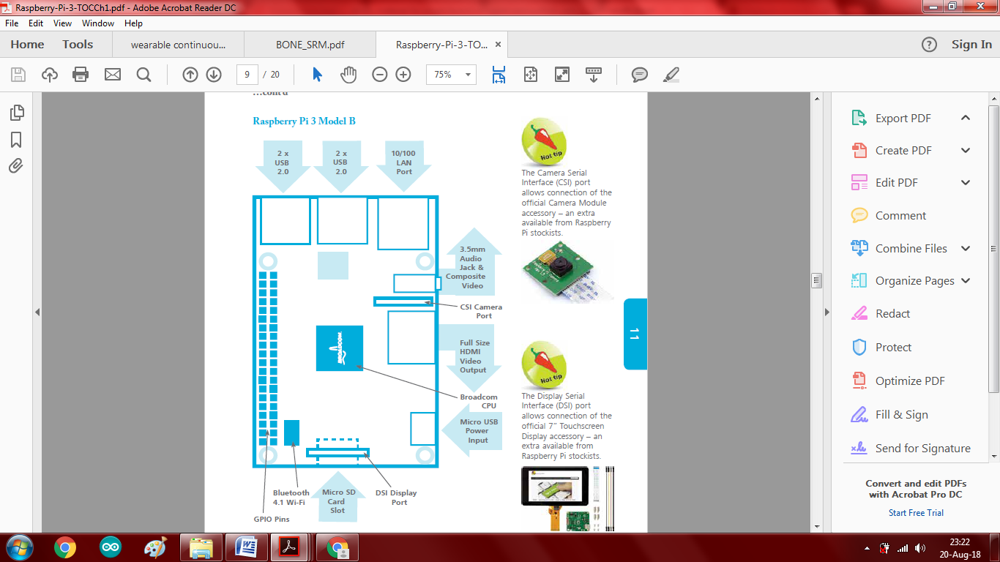 Raspberry-Pi-3-TOCCh1.pdf - Adobe Acrobat Reader DC
File Edit View Window Help
Home Tools wearable continuou... BONE_SRM.pdf Raspberry-Pi-3-TO... × ? Sign In
9 / 20 75%
...cont'd
Raspberry Pi 3 Model B
2 x
USB
2.0
2 x
USB
2.0
10/100
LAN
Port
3.5mm
Audio
Jack &
Composite
Video
CSI Camera
Port
BROADCOM
Full Size
HDMI
Video
Output
Broadcom
CPU
Micro USB
Power
Input
Bluetooth
4.1 Wi-Fi
Micro SD
Card
Slot
DSI Display
Port
GPIO Pins
Hot tip
The Camera Serial
Interface (CSI) port
allows connection of the
official Camera Module
accessory – an extra
available from Raspberry
Pi stockists.
11
Hot tip
The Display Serial
Interface (DSI) port
allows connection of the
official 7” Touchscreen
Display accessory – an
extra available from
Raspberry Pi stockists.
Export PDF
Create PDF
Edit PDF
Comment
Combine Files
Organize Pages
Redact
Protect
Optimize PDF
Fill & Sign
Send for Signature
Convert and edit PDFs
with Acrobat Pro DC
Start Free Trial
23:22
20-Aug-18